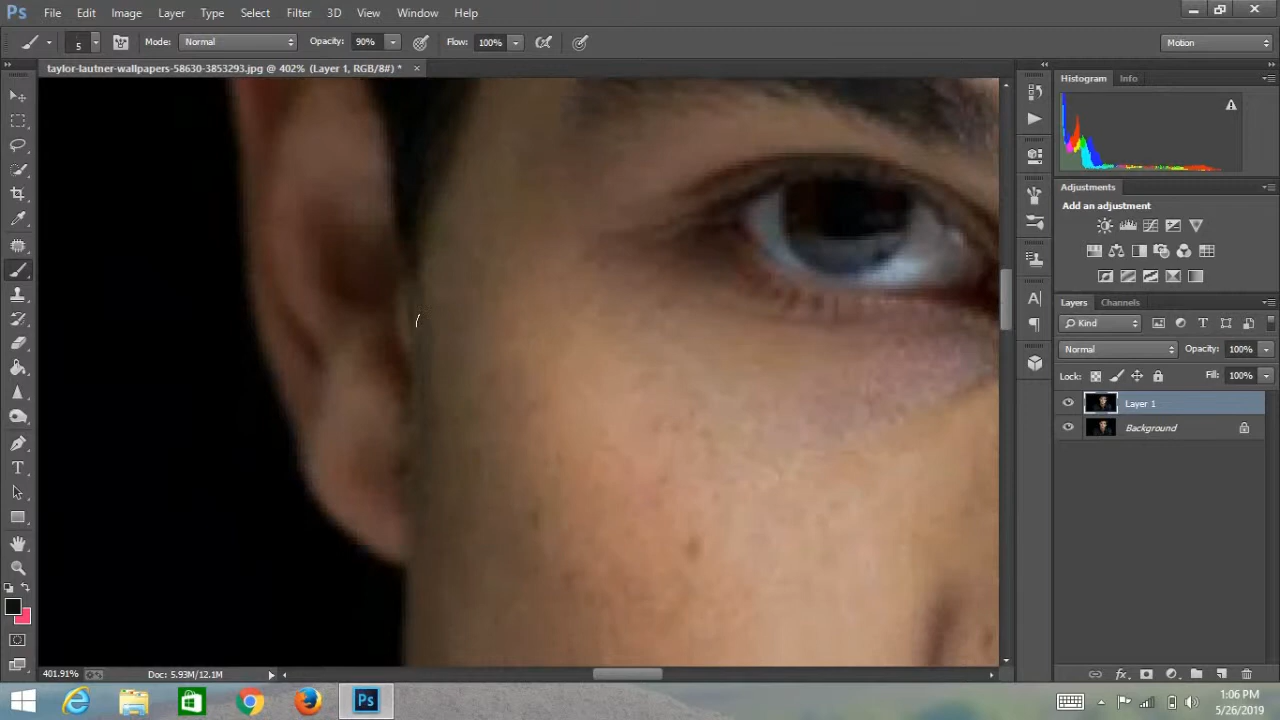 Ps File Edit Image Layer Type Select Filter 3D View Window Help
5 Mode: Normal Opacity: 90% Flow: 100% Motion
taylor-lautner-wallpapers-58630-3853293.jpg @ 402% (Layer 1, RGB/8#) * ×
Histogram Info
Adjustments
Add an adjustment
Layers Channels
Kind
Normal Opacity: 100%
Lock: Fill: 100%
Layer 1
Background
401.91% Doc: 5.93M/12.1M
Ps
1:06 PM
5/26/2019